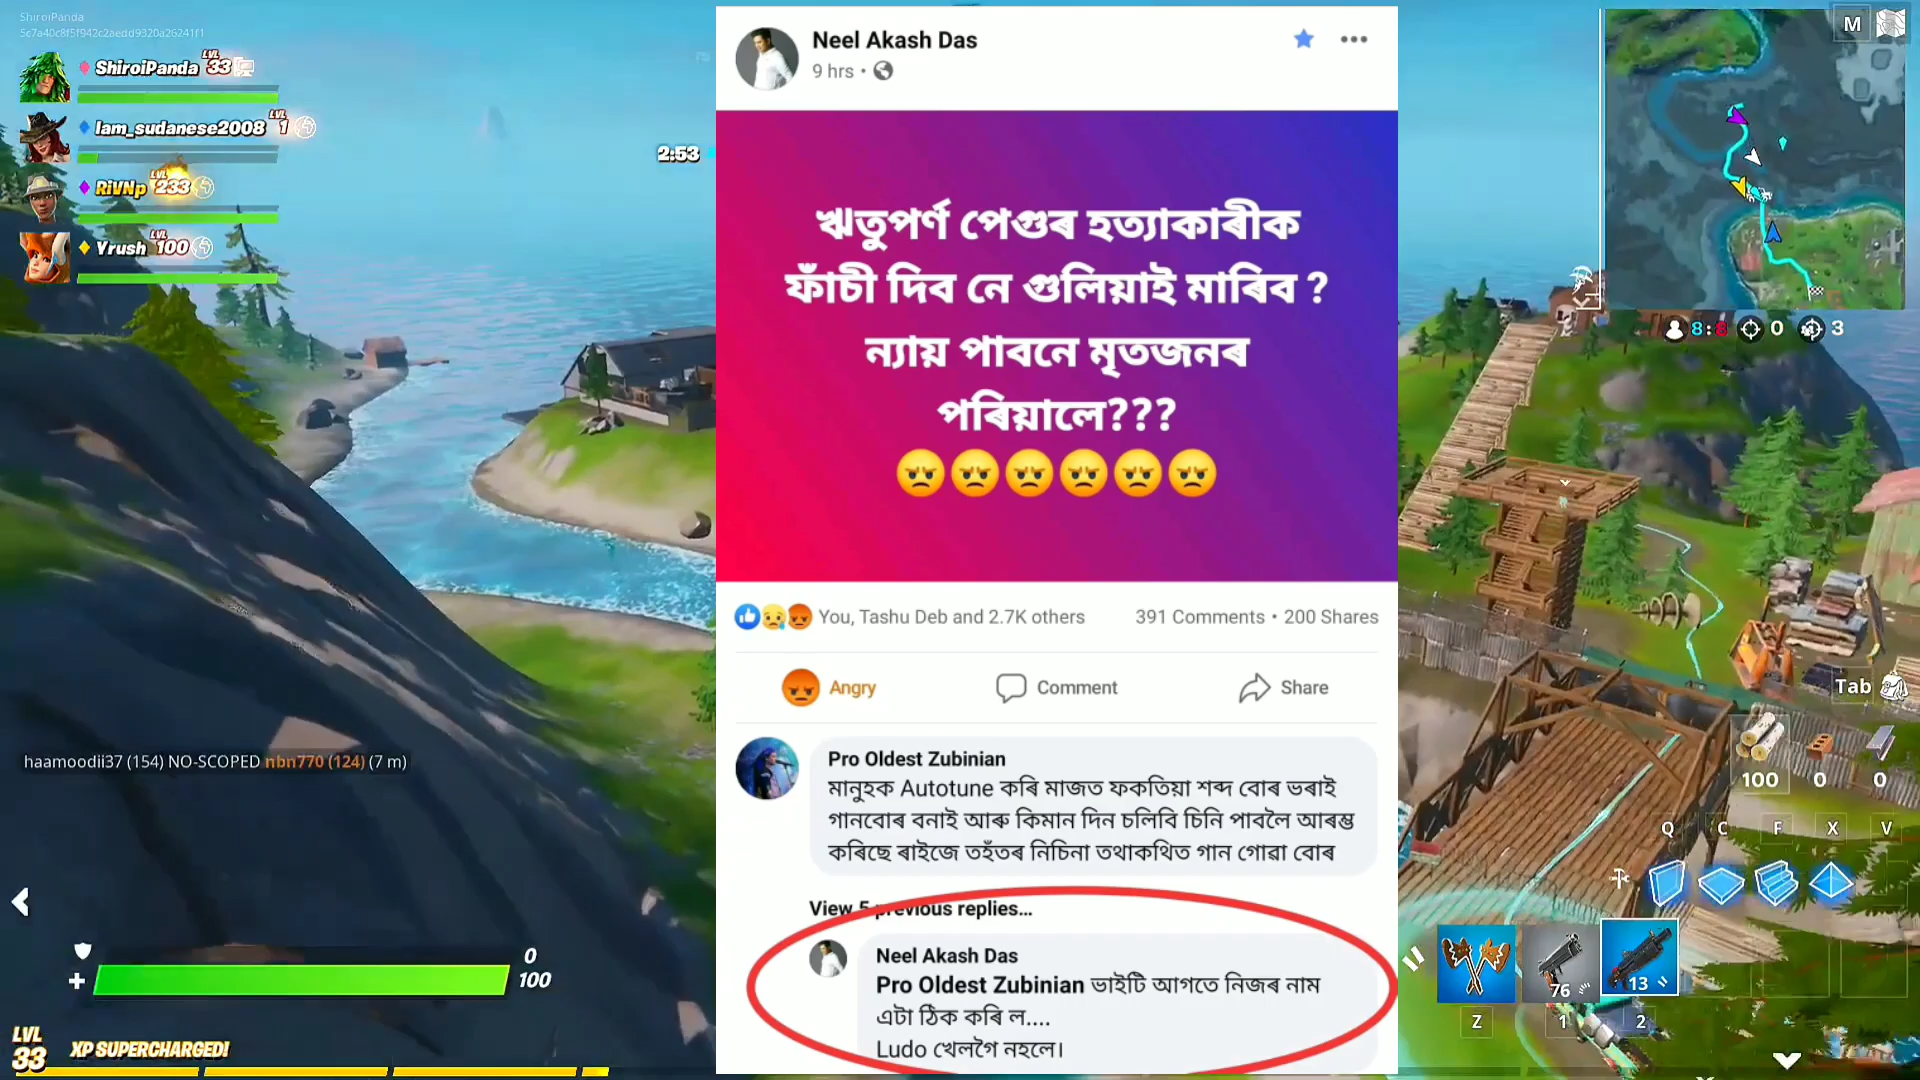 ShiroiPanda
ShiroiPanda LVL 33
Iam_sudanese2008 LVL 1
RiVNp LVL 233
Yrush LVL 100
2:53
Neel Akash Das
9 hrs
ঋতুপৰ্ণ পেগুৰ হত্যাকাৰীক
ফাঁচী দিব নে গুলিয়াই মাৰিব ?
ন্যায় পাবনে মৃতজনৰ
পৰিয়ালে???
You, Tashu Deb and 2.7K others 391 Comments • 200 Shares
Angry Comment Share
Pro Oldest Zubinian
মানুহক Autotune কৰি মাজত ফকতিয়া শব্দ বোৰ ভৰাই
গানবোৰ বনাই আৰু কিমান দিন চলিবি চিনি পাবলৈ আৰম্ভ
কৰিছে ৰাইজে তহঁতৰ নিচিনা তথাকথিত গান গোৱা বোৰ
View 5 previous replies...
Neel Akash Das
Pro Oldest Zubinian ভাইটি আগতে নিজৰ নাম
এটা ঠিক কৰি ল....
Ludo খেলগৈ নহলে।
M
8:8 0 3
Tab
100 0 0
Q C F X V
76 13
Z 1 2
haamoodii37 (154) NO-SCOPED nbn770 (124) (7 m)
0
100
LVL
33 XP SUPERCHARGED!